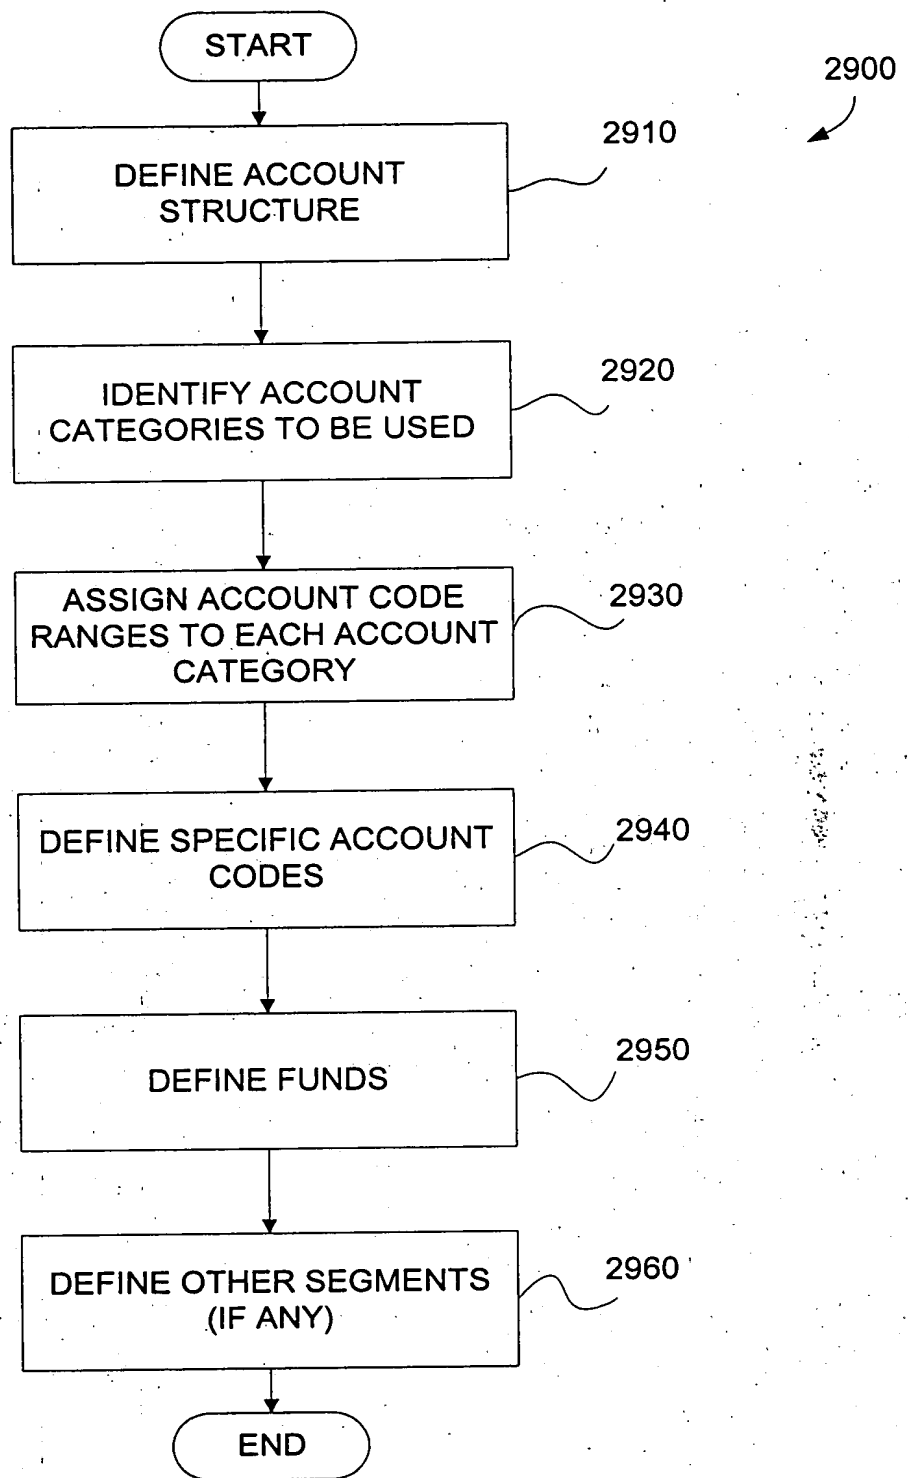 START
2900
2910
DEFINE ACCOUNT
STRUCTURE
2920
IDENTIFY ACCOUNT
CATEGORIES TO BE USED
2930
ASSIGN ACCOUNT CODE
RANGES TO EACH ACCOUNT
CATEGORY
2940
DEFINE SPECIFIC ACCOUNT
CODES
2950
DEFINE FUNDS
2960
DEFINE OTHER SEGMENTS
(IF ANY)
END